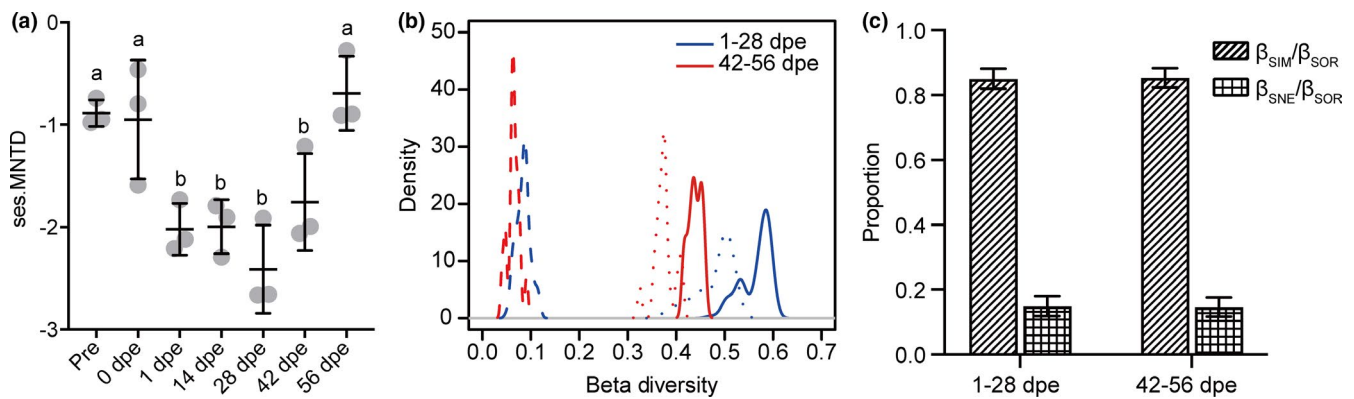 (a)
0
-1
-2
-3
ses.MNTD
a
a
b
b
b
b
a
Pre
0 dpe
1 dpe
14 dpe
28 dpe
42 dpe
56 dpe
(b)
50
40
30
20
10
0
Density
1-28 dpe
42-56 dpe
0.0 0.1 0.2 0.3 0.4 0.5 0.6 0.7
Beta diversity
(c)
1.0
0.8
0.6
0.4
0.2
0.0
Proportion
βSIM/βSOR
βSNE/βSOR
1-28 dpe 42-56 dpe